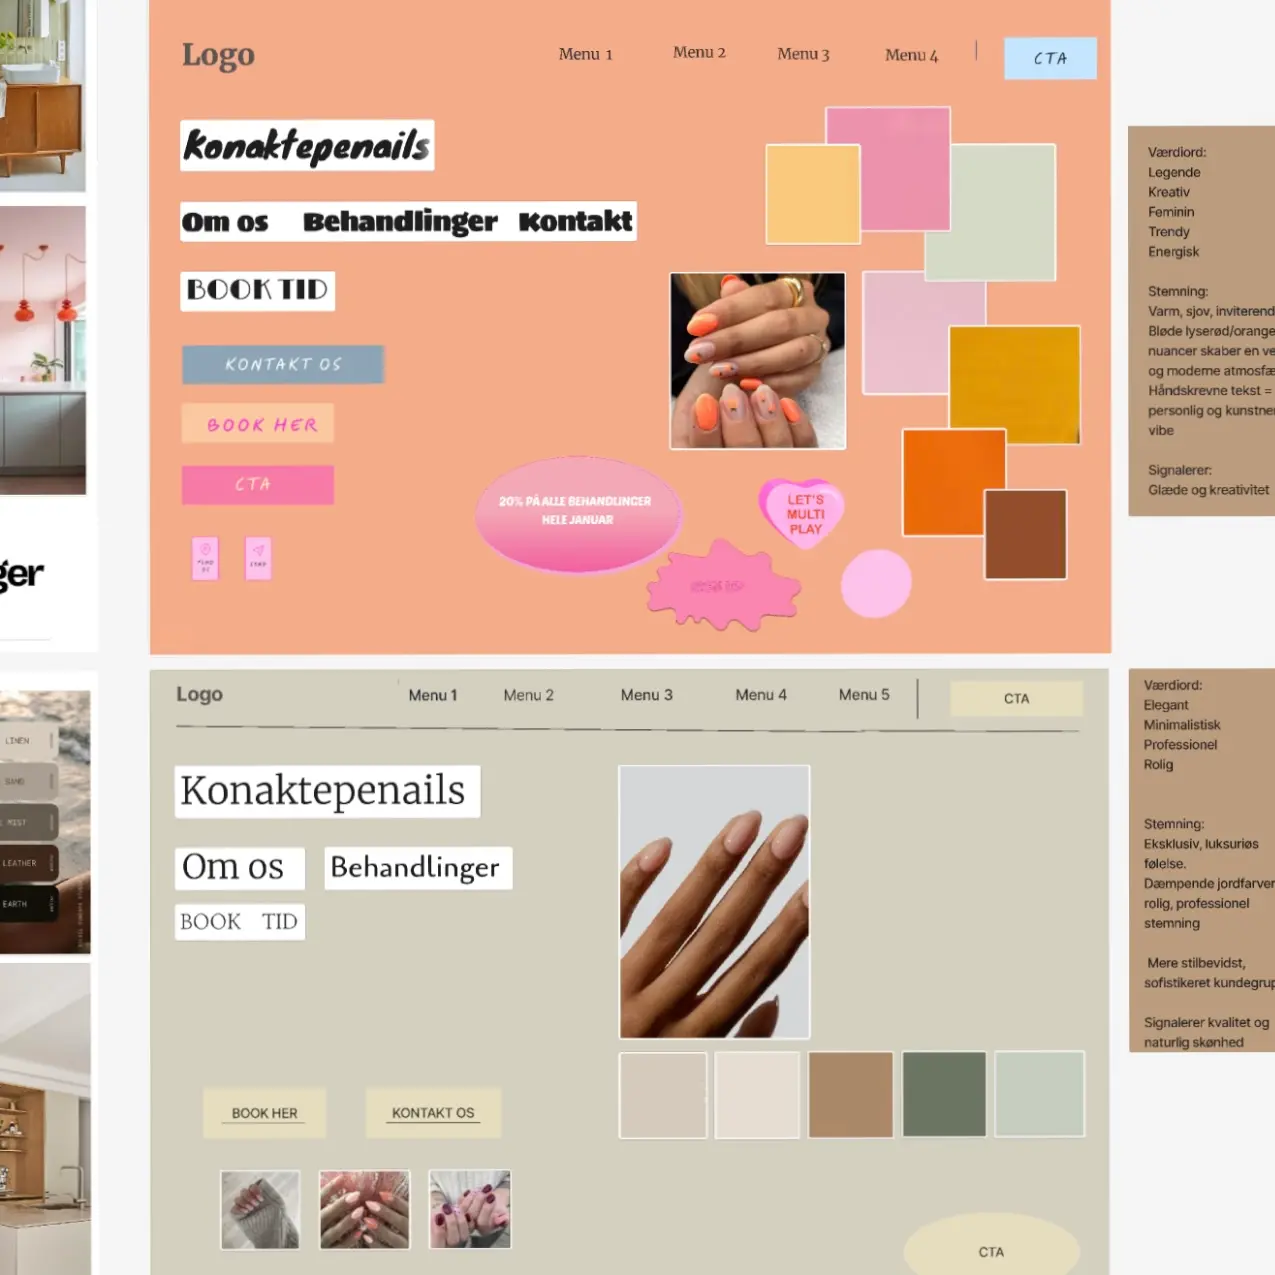 Logo
Menu 1
Menu 2
Menu 3
Menu 4
CTA
Konaktepenails
Om os
Behandlinger
Kontakt
BOOK TID
KONTAKT OS
BOOK HER
CTA
20% PÅ ALLE BEHANDLINGER
HELE JANUAR
LET'S
MULTI
PLAY
Værdiord:
Legende
Kreativ
Feminin
Trendy
Energisk
Stemning:
Varm, sjov, inviterend
Bløde lyserød/orange
nuancer skaber en ve
og moderne atmosfæ
Håndskrevne tekst =
personlig og kunstner
vibe
Signalerer:
Glæde og kreativitet
ger
LINEN
SAND
MIST
LEATHER
EARTH
Logo
Menu 1
Menu 2
Menu 3
Menu 4
Menu 5
CTA
Konaktepenails
Om os
Behandlinger
BOOK TID
BOOK HER
KONTAKT OS
CTA
Værdiord:
Elegant
Minimalistisk
Professionel
Rolig
Stemning:
Eksklusiv, luksuriøs
følelse.
Dæmpende jordfarver
rolig, professionel
stemning
Mere stilbevidst,
sofistikeret kundegrup
Signalerer kvalitet og
naturlig skønhed